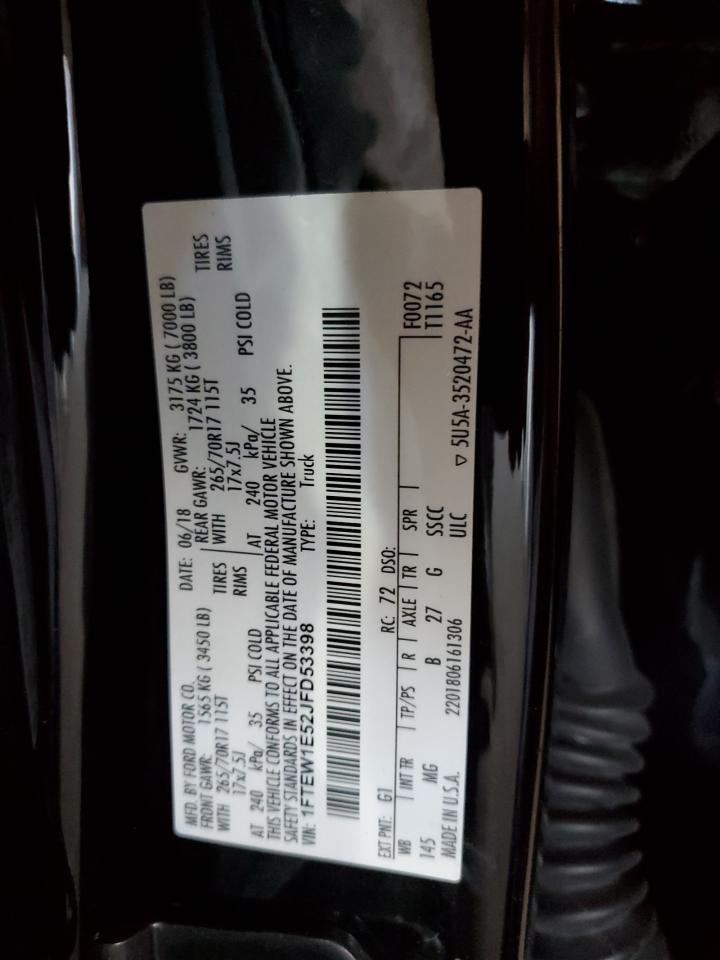 MFD. BY FORD MOTOR CO. DATE: 06/18 GVWR: 3175 KG ( 7000 LB)
FRONT GAWR: 1565 KG ( 3450 LB) REAR GAWR: 1724 KG ( 3800 LB)
WITH 265/70R17 115T TIRES WITH 265/70R17 115T TIRES
17x7.5J RIMS 17x7.5J RIMS
AT 240 kPa/ 35 PSI COLD AT 240 kPa/ 35 PSI COLD
THIS VEHICLE CONFORMS TO ALL APPLICABLE FEDERAL MOTOR VEHICLE
SAFETY STANDARDS IN EFFECT ON THE DATE OF MANUFACTURE SHOWN ABOVE.
VIN: 1FTEW1E52JFD53398 TYPE: Truck
F0072
T1165
EXT PNT: G1 RC: 72 DSO:
WB INT TR TP/PS R AXLE TR SPR
145 MG B 27 G SSCC
MADE IN U.S.A. 2201806161306 ULC ▽ 5U5A-3520472-AA